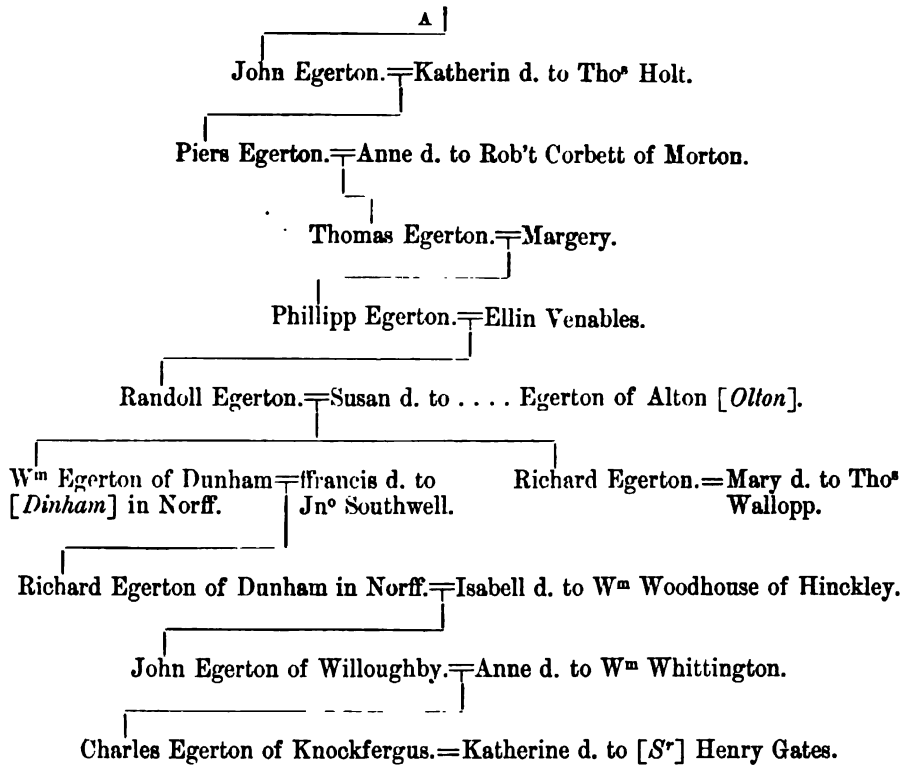 A
John Egerton.=Katherin d. to Thoˢ Holt.
Piers Egerton.=Anne d. to Rob't Corbett of Morton.
Thomas Egerton.=Margery.
Phillipp Egerton.=Ellin Venables.
Randoll Egerton.=Susan d. to . . . . Egerton of Alton [Olton].
Wᵐ Egerton of Dunham=ffrancis d. to
[Dinham] in Norff. Jnᵒ Southwell.
Richard Egerton.=Mary d. to Thoˢ
Wallopp.
Richard Egerton of Dunham in Norff.=Isabell d. to Wᵐ Woodhouse of Hinckley.
John Egerton of Willoughby.=Anne d. to Wᵐ Whittington.
Charles Egerton of Knockfergus.=Katherine d. to [Sʳ] Henry Gates.